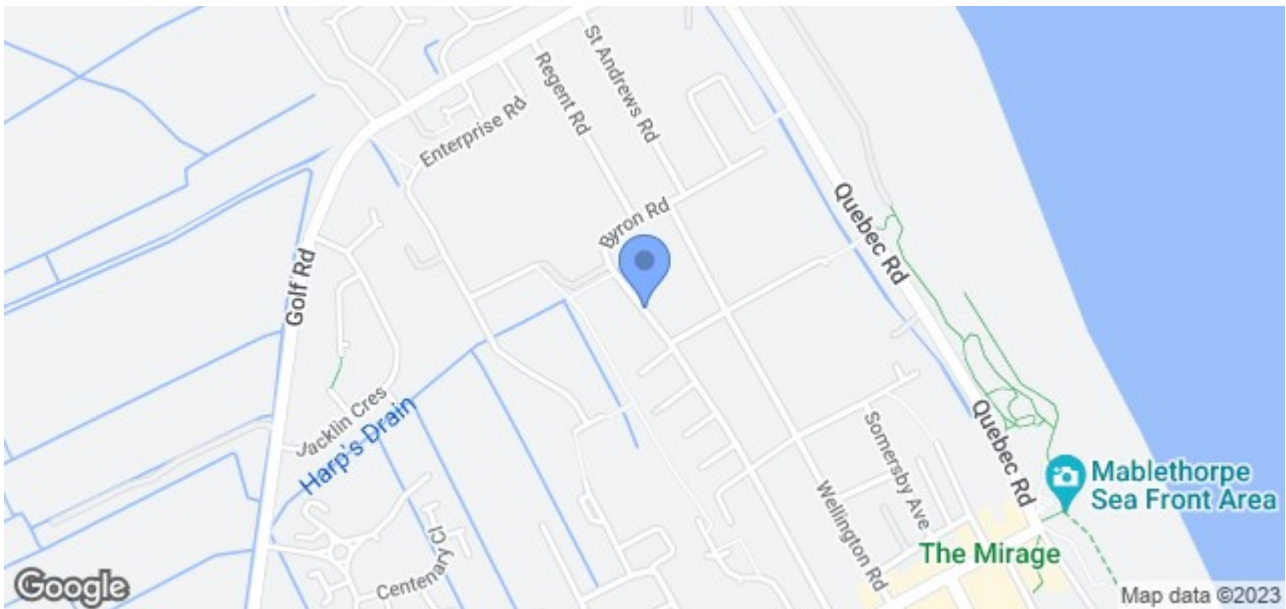 St Andrews Rd
Regent Rd
Enterprise Rd
Byron Rd
Quebec Rd
Golf Rd
Jacklin Cres
Harp's Drain
Somersby Ave
Quebec Rd
Mablethorpe
Sea Front Area
Wellington Rd
The Mirage
Centenary Cl
Google
Map data ©2023